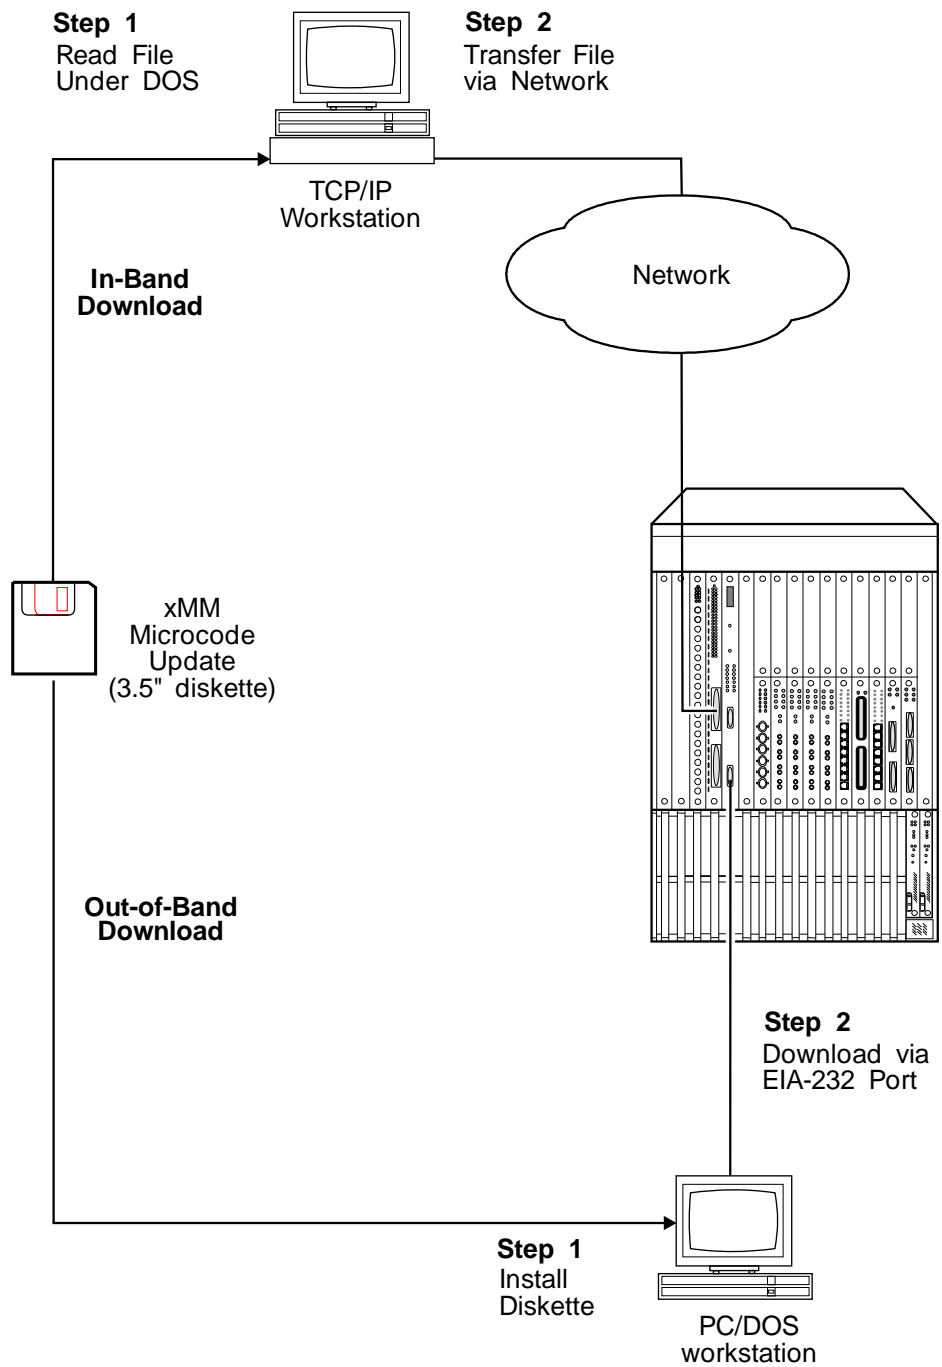 Step 1
Read File
Under DOS
Step 2
Transfer File
via Network
TCP/IP
Workstation
In-Band
Download
Network
xMM
Microcode
Update
(3.5" diskette)
Out-of-Band
Download
Step 2
Download via
EIA-232 Port
Step 1
Install
Diskette
PC/DOS
workstation